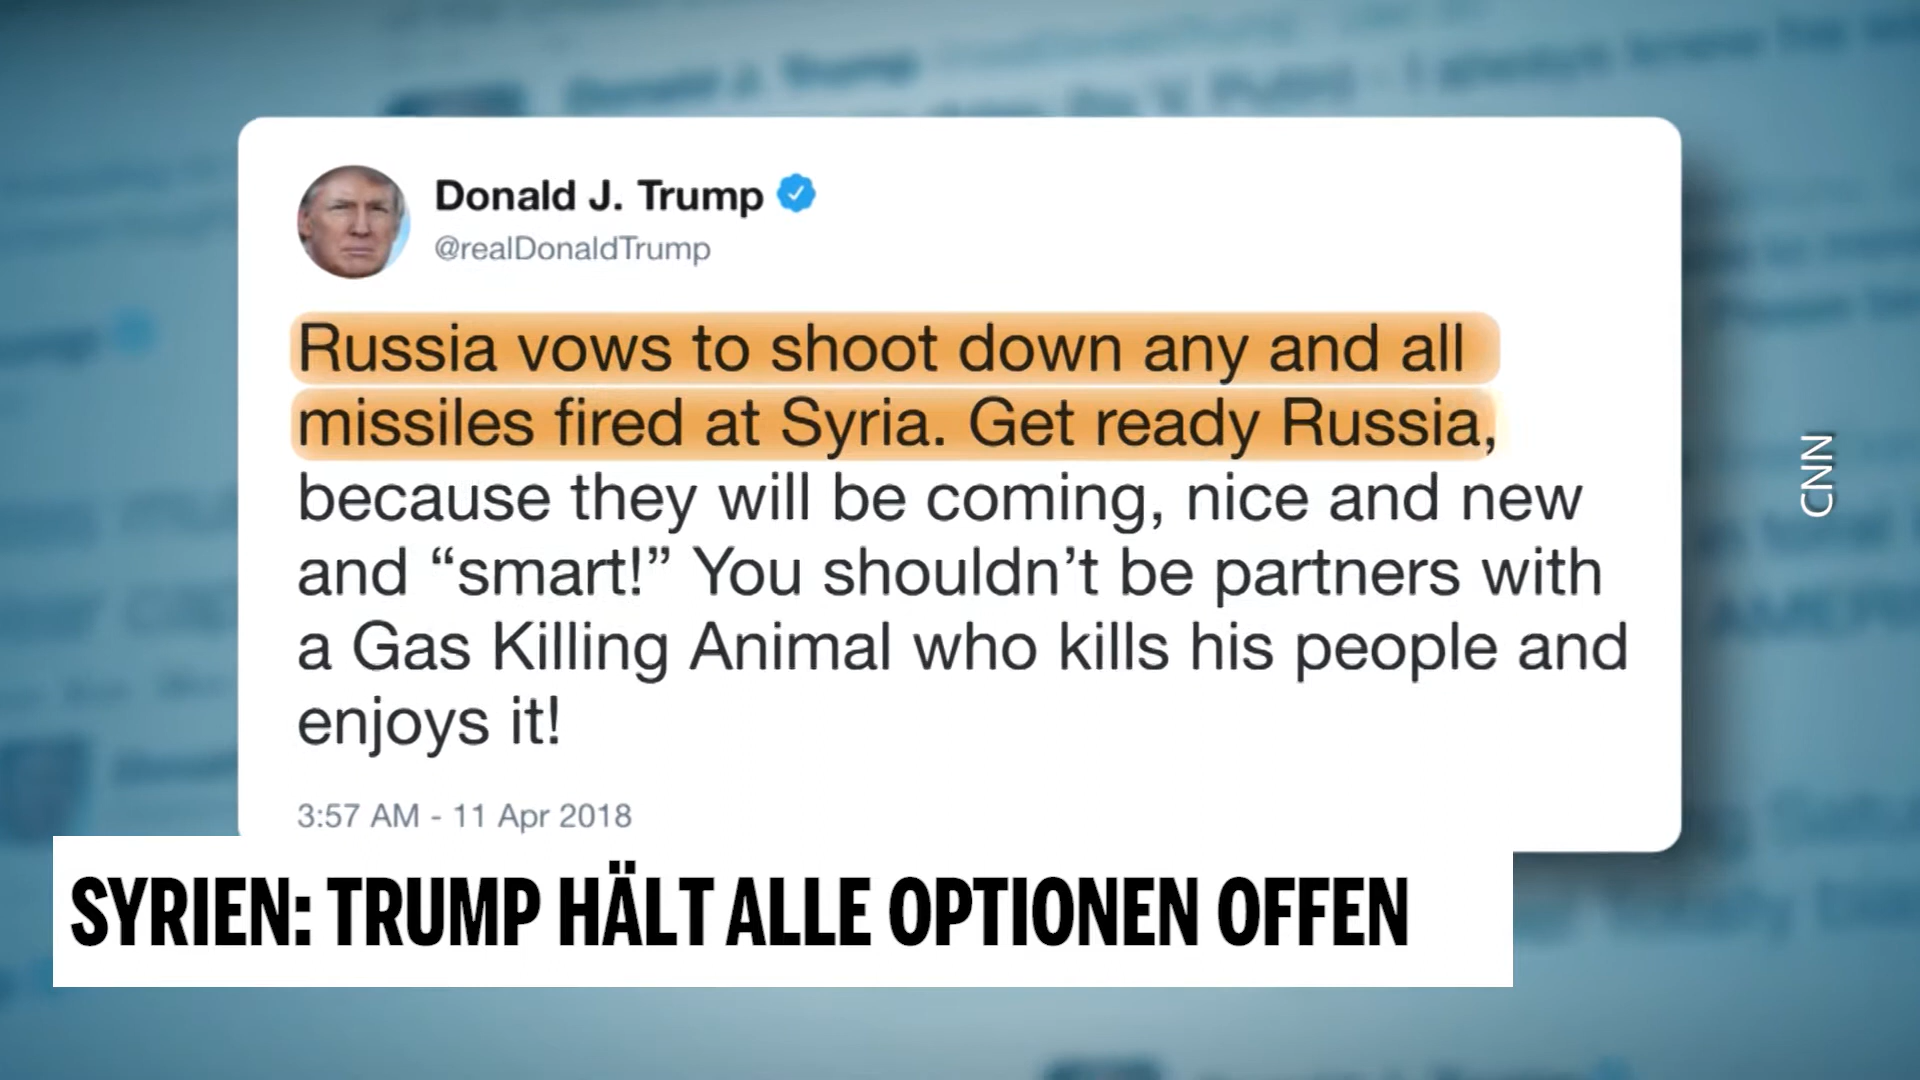 Donald J. Trump
@realDonaldTrump
Russia vows to shoot down any and all
missiles fired at Syria. Get ready Russia,
because they will be coming, nice and new
and “smart!” You shouldn’t be partners with
a Gas Killing Animal who kills his people and
enjoys it!
3:57 AM - 11 Apr 2018
CNN
SYRIEN: TRUMP HÄLT ALLE OPTIONEN OFFEN